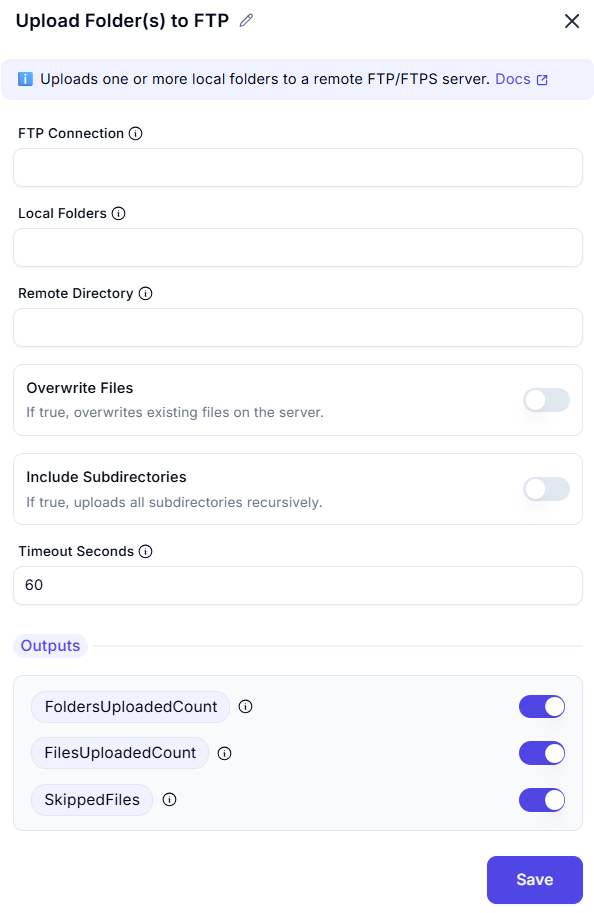 Upload Folder(s) to FTP
Uploads one or more local folders to a remote FTP/FTPS server. Docs
FTP Connection
Local Folders
Remote Directory
Overwrite Files
If true, overwrites existing files on the server.
Include Subdirectories
If true, uploads all subdirectories recursively.
Timeout Seconds
60
Outputs
FoldersUploadedCount
FilesUploadedCount
SkippedFiles
Save